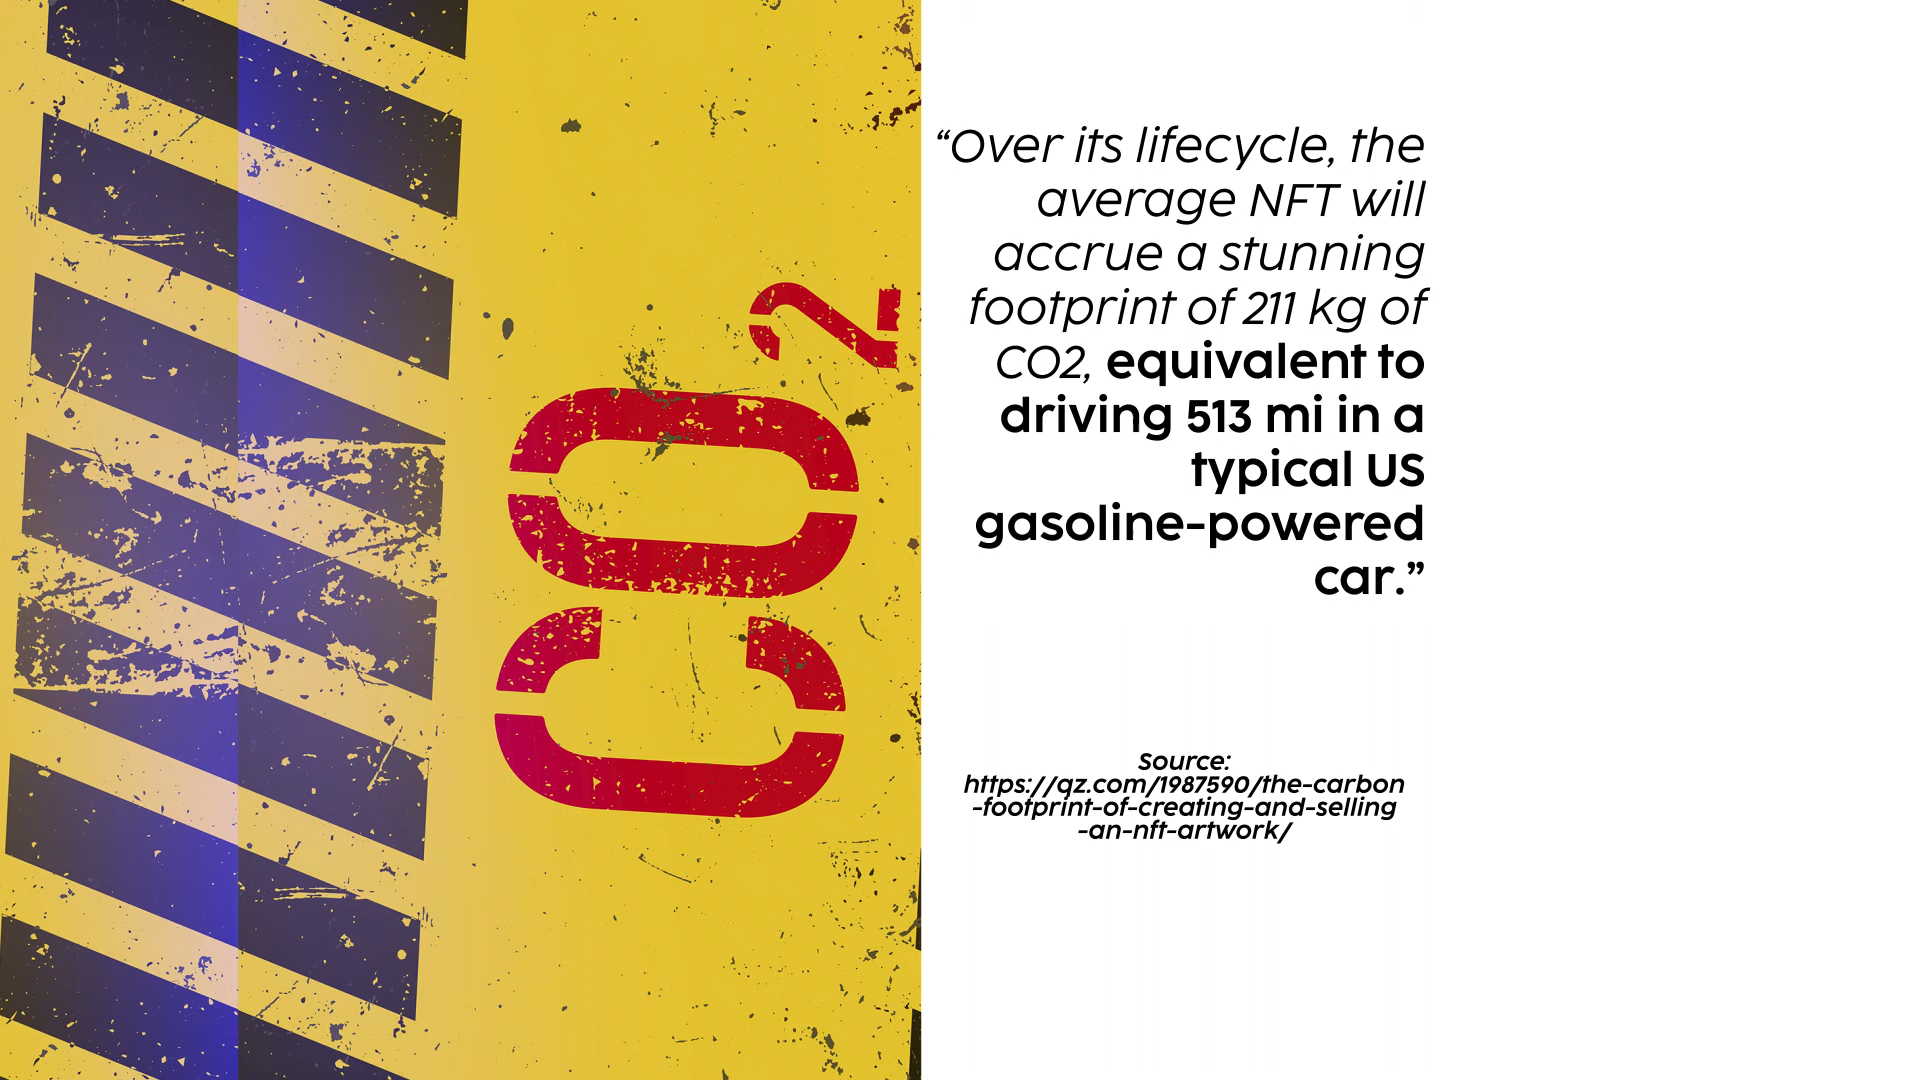 CO2
“Over its lifecycle, the
average NFT will
accrue a stunning
footprint of 211 kg of
CO2, equivalent to
driving 513 mi in a
typical US
gasoline-powered
car.”
Source:
https://qz.com/1987590/the-carbon
-footprint-of-creating-and-selling
-an-nft-artwork/